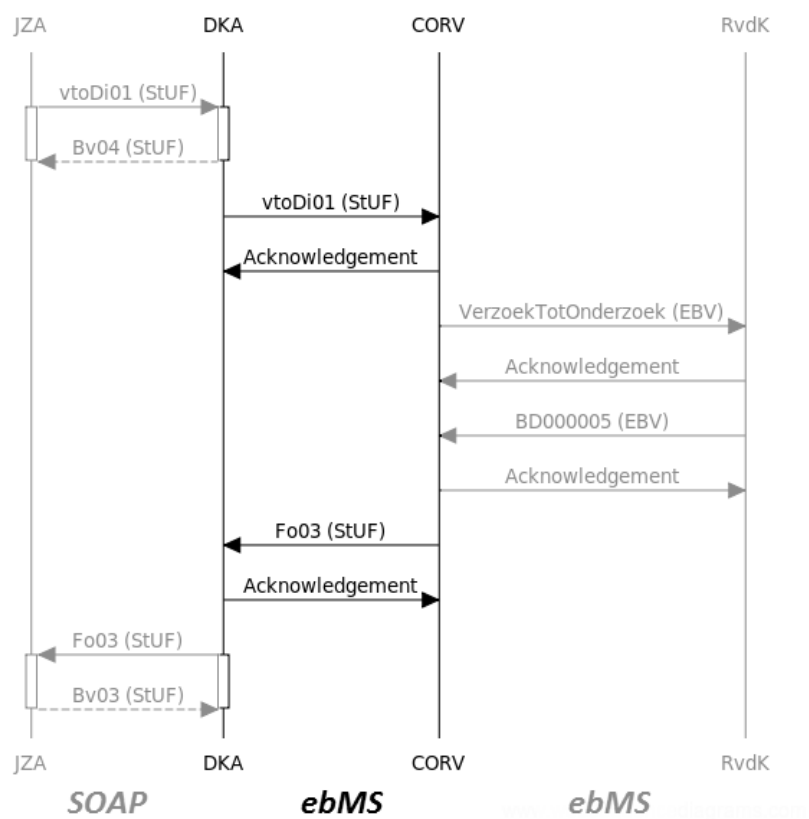 JZA DKA CORV RvdK
vtoDi01 (StUF)
Bv04 (StUF)
vtoDi01 (StUF)
Acknowledgement
VerzoekTotOnderzoek (EBV)
Acknowledgement
BD000005 (EBV)
Acknowledgement
Fo03 (StUF)
Acknowledgement
Fo03 (StUF)
Bv03 (StUF)
JZA DKA CORV RvdK
SOAP ebMS ebMS